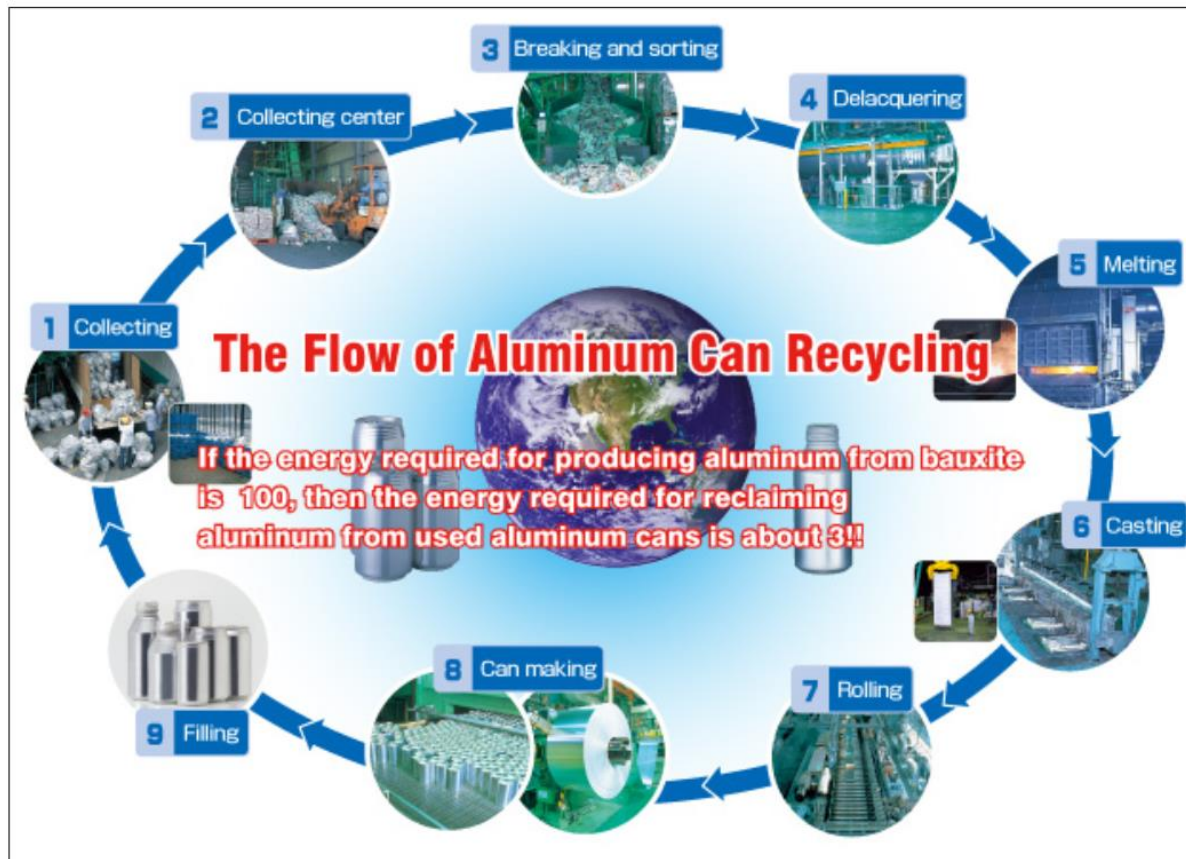 3 Breaking and sorting
2 Collecting center
4 Delacquering
5 Melting
1 Collecting
The Flow of Aluminum Can Recycling
If the energy required for producing aluminum from bauxite
is 100, then the energy required for reclaiming
aluminum from used aluminum cans is about 3!!
6 Casting
8 Can making
7 Rolling
9 Filling